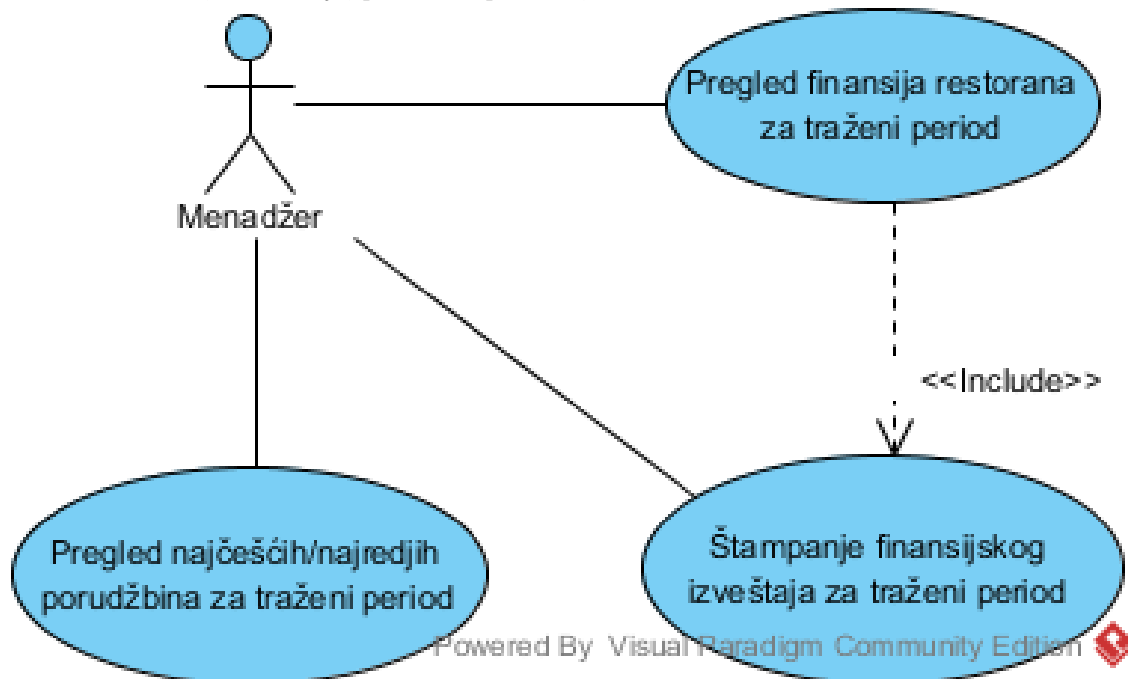 Pregled finansija restorana
za traženi period
Menadžer
<<Include>>
Pregled najčešćih/najredjih
porudžbina za traženi period
Štampanje finansijskog
izveštaja za traženi period
Powered By Visual Paradigm Community Edition